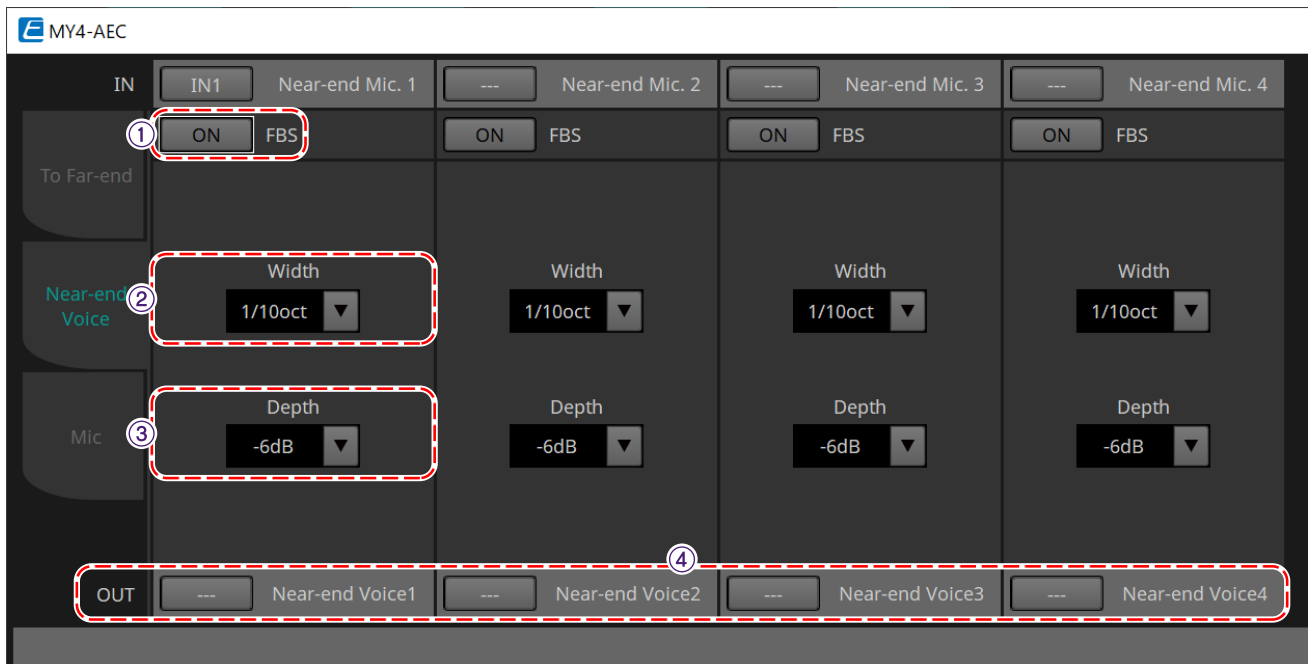 MY4-AEC
IN IN1 Near-end Mic. 1 --- Near-end Mic. 2 --- Near-end Mic. 3 --- Near-end Mic. 4
① ON FBS ON FBS ON FBS ON FBS
To Far-end
Width Width Width Width
Near-end
Voice
② 1/10oct ▼ 1/10oct ▼ 1/10oct ▼ 1/10oct ▼
Depth Depth Depth Depth
Mic ③ -6dB ▼ -6dB ▼ -6dB ▼ -6dB ▼
④
OUT --- Near-end Voice1 --- Near-end Voice2 --- Near-end Voice3 --- Near-end Voice4